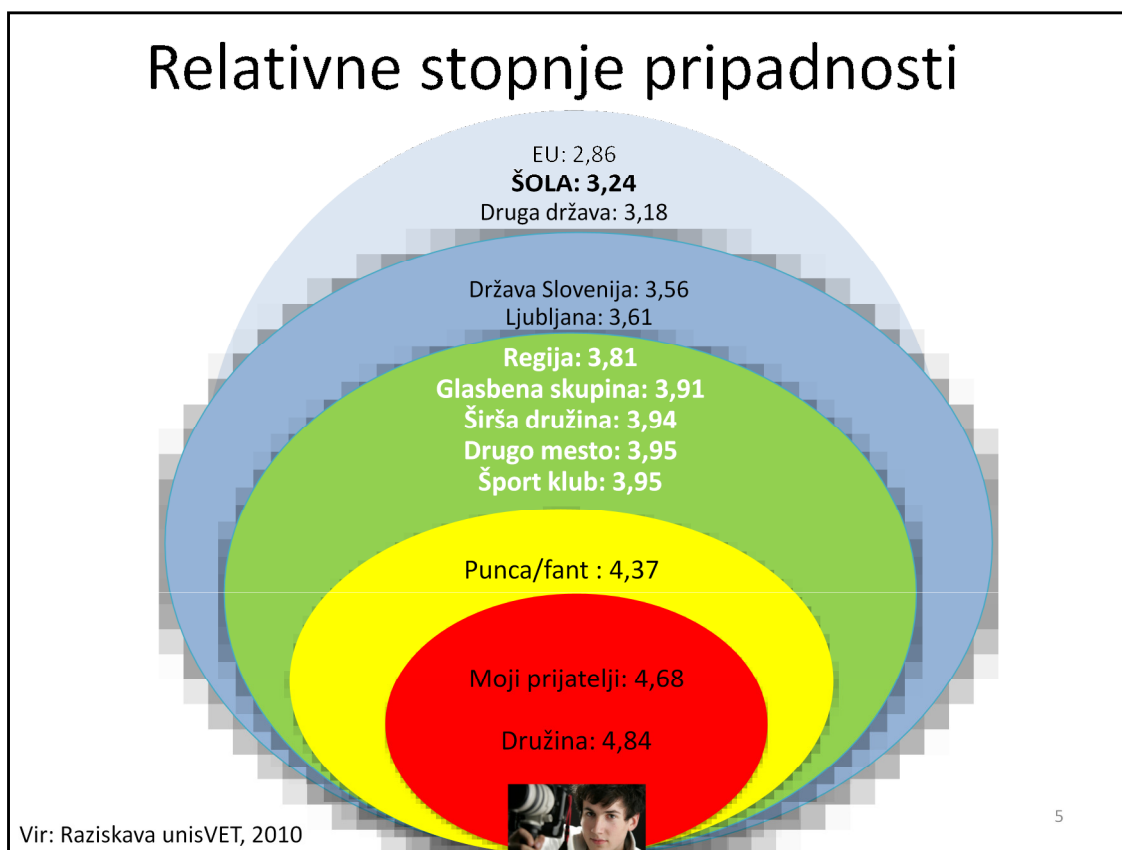 Relativne stopnje pripadnosti
EU: 2,86
ŠOLA: 3,24
Druga država: 3,18
Država Slovenija: 3,56
Ljubljana: 3,61
Regija: 3,81
Glasbena skupina: 3,91
Širša družina: 3,94
Drugo mesto: 3,95
Šport klub: 3,95
Punca/fant : 4,37
Moji prijatelji: 4,68
Družina: 4,84
Vir: Raziskava unisVET, 2010
5